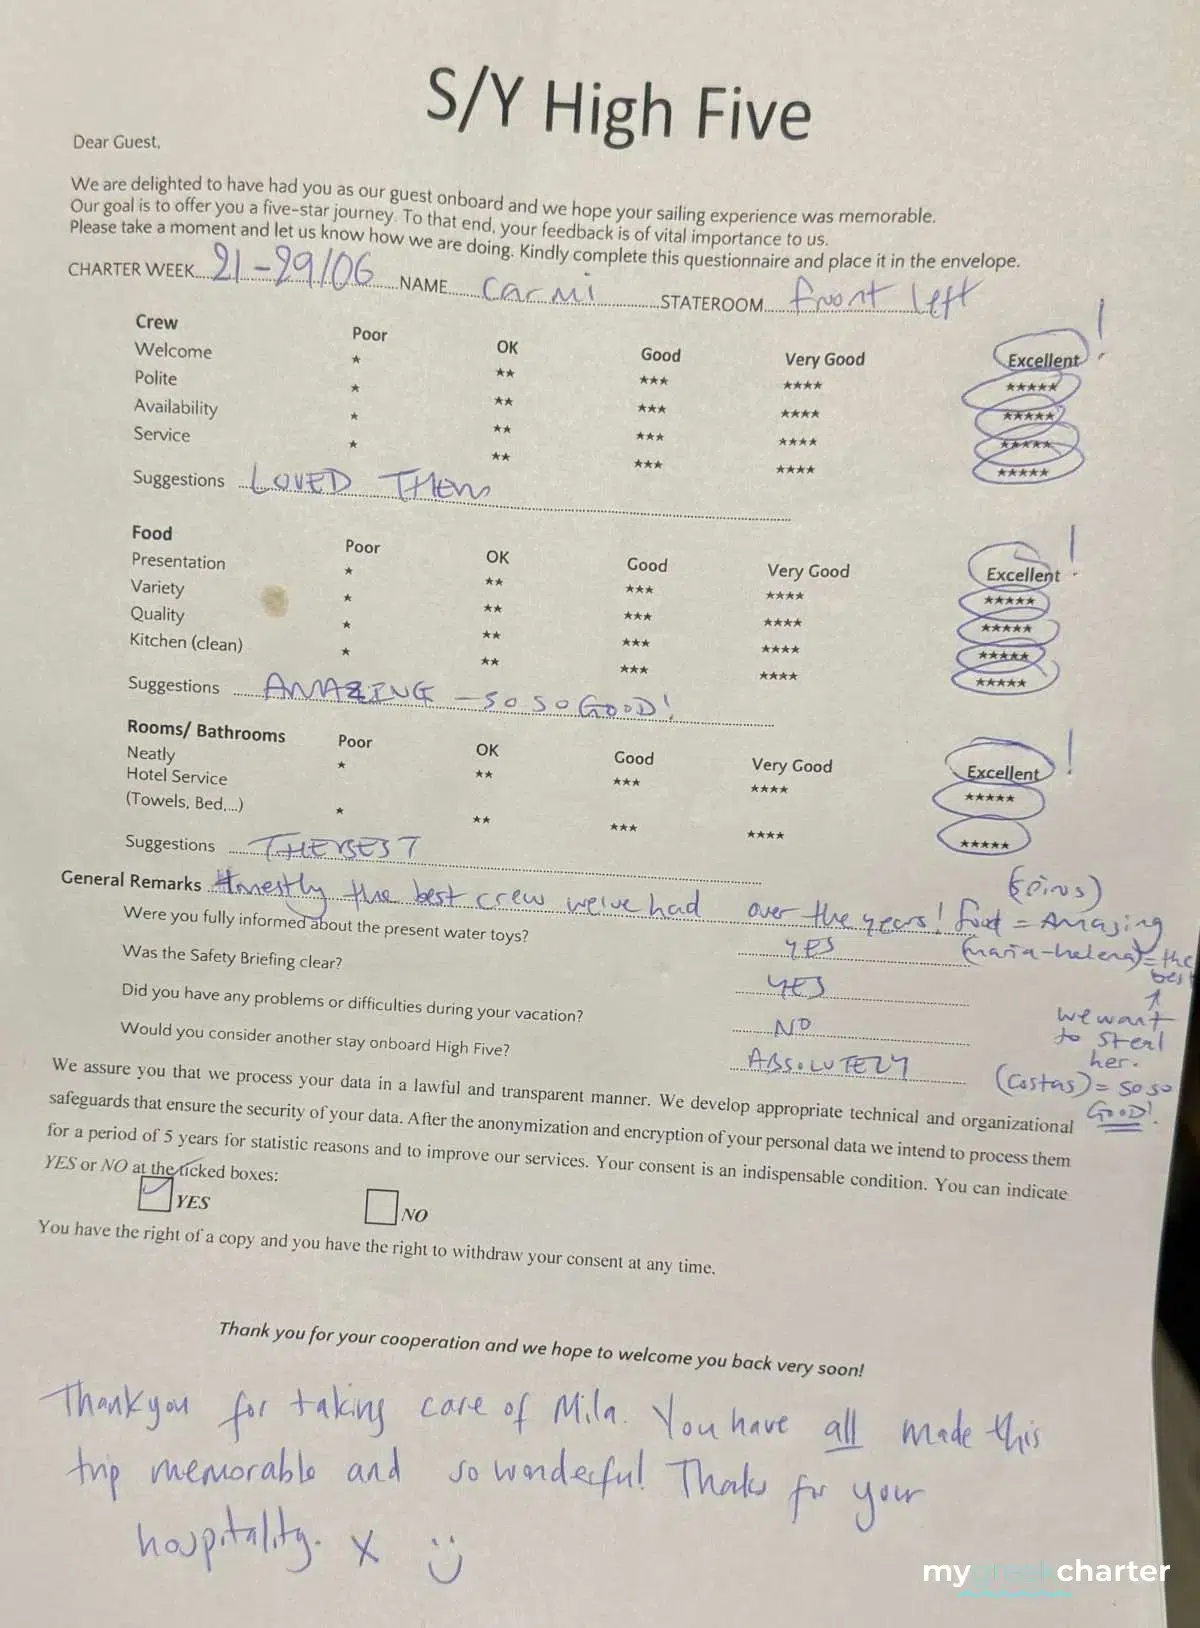 S/Y High Five
Dear Guest,
We are delighted to have had you as our guest onboard and we hope your sailing experience was memorable.
Our goal is to offer you a five-star journey. To that end, your feedback is of vital importance to us.
Please take a moment and let us know how we are doing. Kindly complete this questionnaire and place it in the envelope.
CHARTER WEEK 21-29/06 NAME Carmi STATEROOM front left
Crew Poor OK Good Very Good Excellent !
Welcome ★ ★★ ★★★ ★★★★ ★★★★★
Polite ★ ★★ ★★★ ★★★★ ★★★★★
Availability ★ ★★ ★★★ ★★★★ ★★★★★
Service ★ ★★ ★★★ ★★★★ ★★★★★
Suggestions LOVED THEM
Food Poor OK Good Very Good Excellent !
Presentation ★ ★★ ★★★ ★★★★ ★★★★★
Variety ★ ★★ ★★★ ★★★★ ★★★★★
Quality ★ ★★ ★★★ ★★★★ ★★★★★
Kitchen (clean) ★ ★★ ★★★ ★★★★ ★★★★★
Suggestions AMAZING - SO SO GOOD!
Rooms/ Bathrooms Poor OK Good Very Good Excellent !
Neatly ★ ★★ ★★★ ★★★★ ★★★★★
Hotel Service
(Towels, Bed,...) ★ ★★ ★★★ ★★★★ ★★★★★
Suggestions THE BEST
General Remarks Honestly the best crew we've had over the years! food = Amazing
(Spiros)
Were you fully informed about the present water toys? YES
(maria-helena) = the best
↑
we want
to steal
her.
Was the Safety Briefing clear? YES
Did you have any problems or difficulties during your vacation? NO
Would you consider another stay onboard High Five? ABSOLUTELY
(Costas) = so so
GOOD!
We assure you that we process your data in a lawful and transparent manner. We develop appropriate technical and organizational
safeguards that ensure the security of your data. After the anonymization and encryption of your personal data we intend to process them
for a period of 5 years for statistic reasons and to improve our services. Your consent is an indispensable condition. You can indicate
YES or NO at the ticked boxes:
YES NO
You have the right of a copy and you have the right to withdraw your consent at any time.
Thank you for your cooperation and we hope to welcome you back very soon!
Thank you for taking care of Mila. You have all made this
trip memorable and so wonderful! Thanks for your
hospitality. x
mygreekcharter